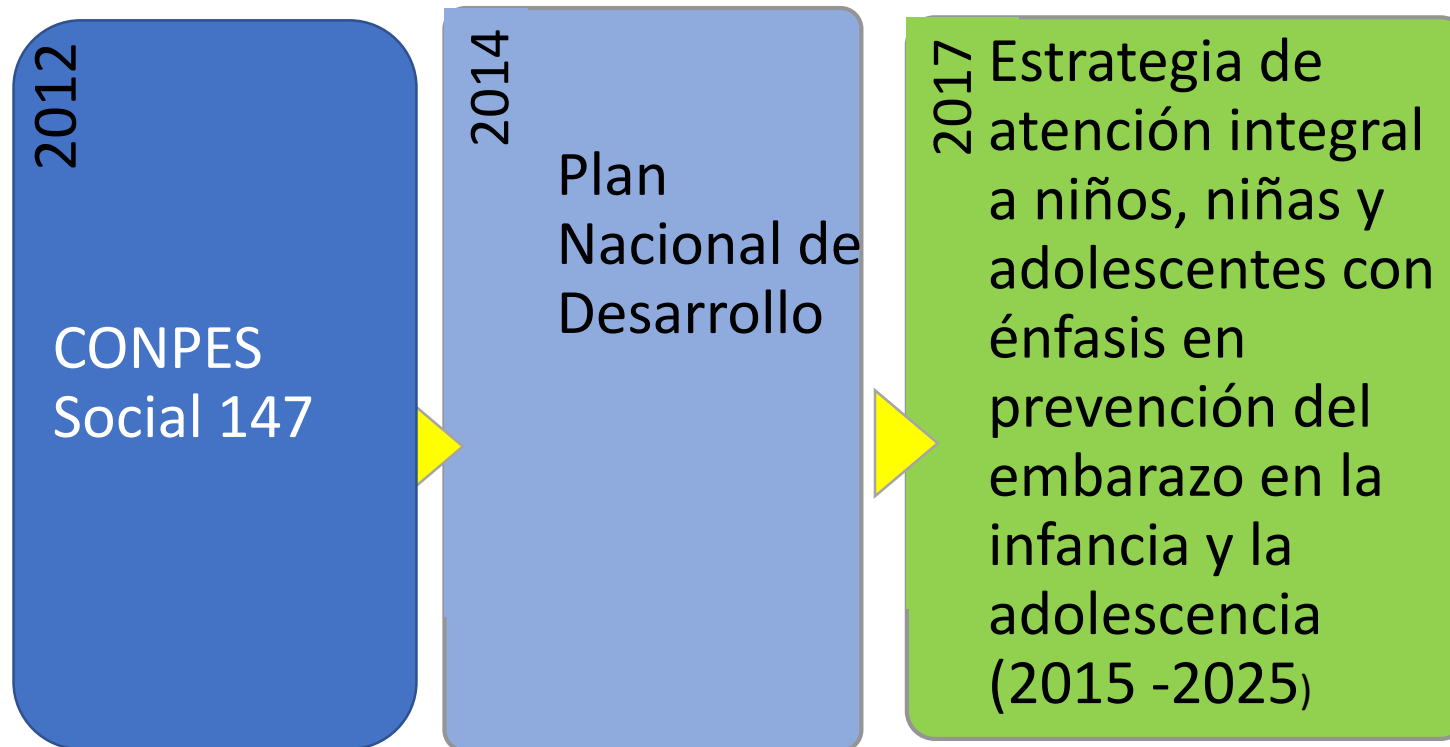 2012
CONPES
Social 147
2014
Plan
Nacional de
Desarrollo
2017
Estrategia de
atención integral
a niños, niñas y
adolescentes con
énfasis en
prevención del
embarazo en la
infancia y la
adolescencia
(2015 -2025)